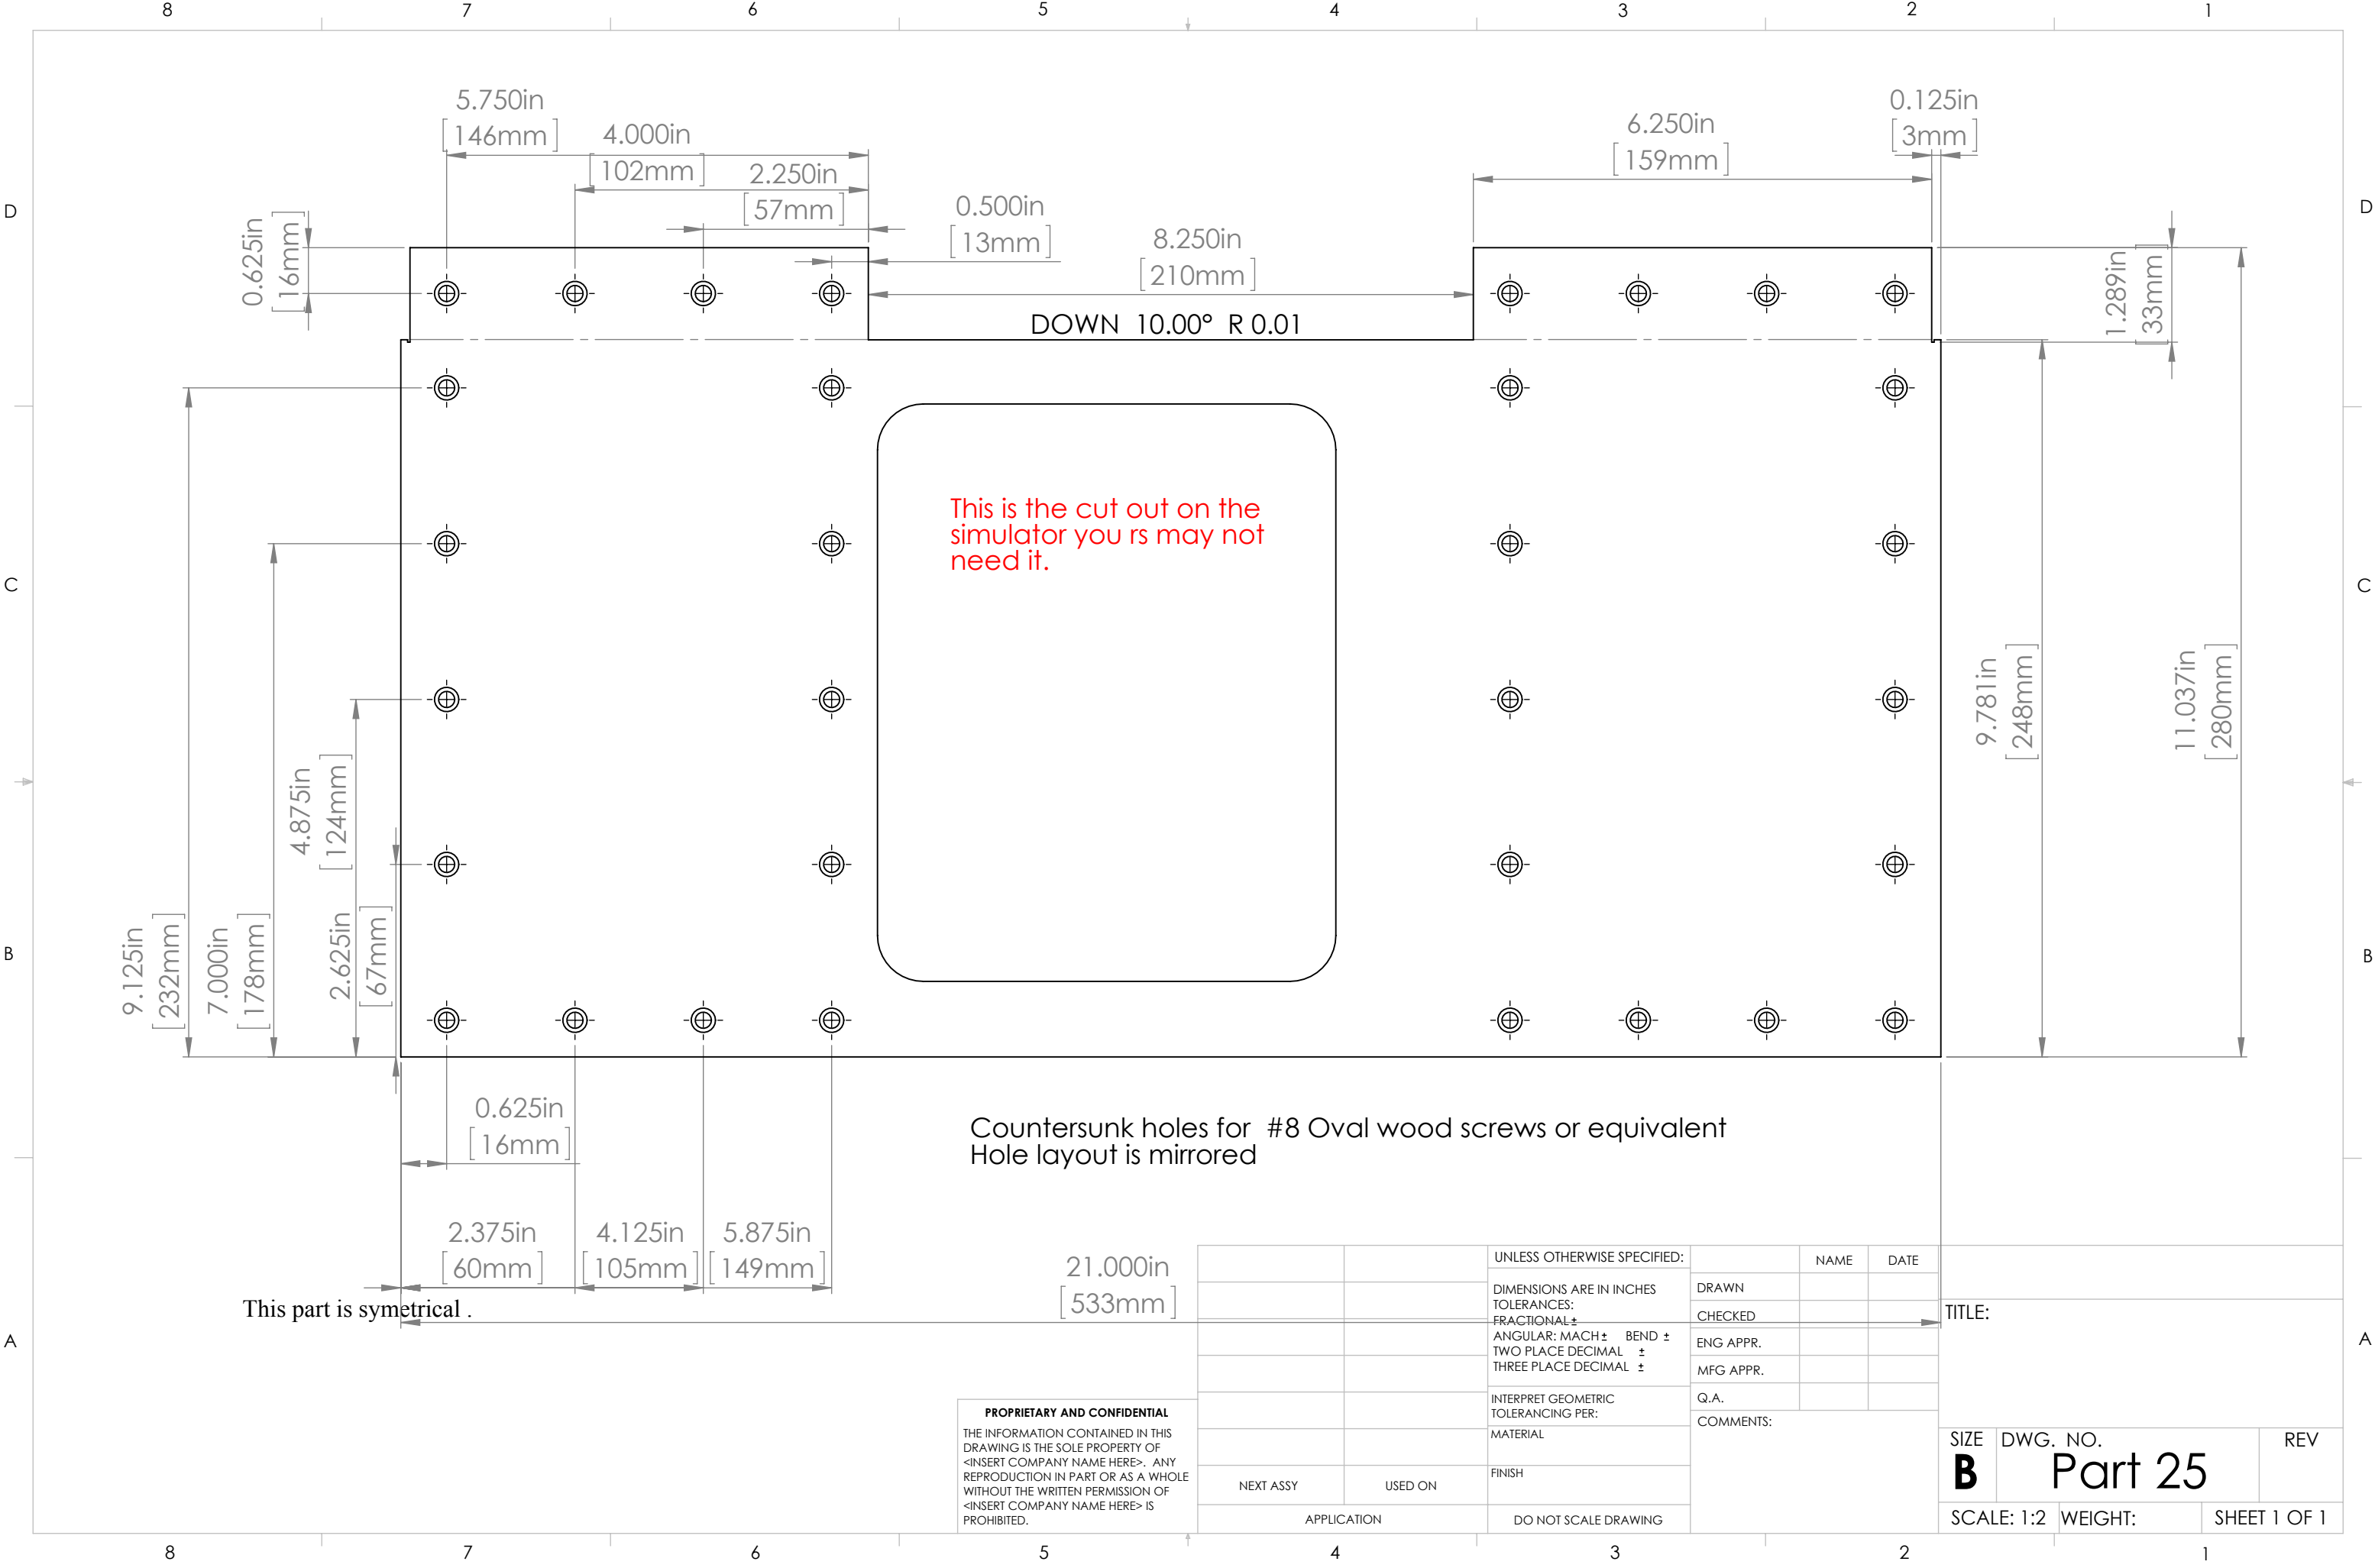 8 7 6 5 4 3 2 1
5.750in
[146mm]
4.000in
[102mm]
2.250in
[57mm]
0.500in
[13mm]
8.250in
[210mm]
6.250in
[159mm]
0.125in
[3mm]
D
D
0.625in
[16mm]
1.289in
[33mm]
DOWN 10.00° R 0.01
This is the cut out on the
simulator you rs may not
need it.
C
C
9.781in
[248mm]
11.037in
[280mm]
4.875in
[124mm]
B
B
9.125in
[232mm]
7.000in
[178mm]
2.625in
[67mm]
0.625in
[16mm]
Countersunk holes for #8 Oval wood screws or equivalent
Hole layout is mirrored
2.375in
[60mm]
4.125in
[105mm]
5.875in
[149mm]
21.000in
[533mm]
This part is symetrical .
A
A
UNLESS OTHERWISE SPECIFIED:
DIMENSIONS ARE IN INCHES
TOLERANCES:
FRACTIONAL±
ANGULAR: MACH± BEND ±
TWO PLACE DECIMAL ±
THREE PLACE DECIMAL ±
INTERPRET GEOMETRIC
TOLERANCING PER:
MATERIAL
FINISH
DO NOT SCALE DRAWING
NAME DATE
DRAWN
CHECKED
ENG APPR.
MFG APPR.
Q.A.
COMMENTS:
TITLE:
PROPRIETARY AND CONFIDENTIAL
THE INFORMATION CONTAINED IN THIS
DRAWING IS THE SOLE PROPERTY OF
<INSERT COMPANY NAME HERE>. ANY
REPRODUCTION IN PART OR AS A WHOLE
WITHOUT THE WRITTEN PERMISSION OF
<INSERT COMPANY NAME HERE> IS
PROHIBITED.
NEXT ASSY USED ON
APPLICATION
SIZE DWG. NO. REV
B Part 25
SCALE: 1:2 WEIGHT: SHEET 1 OF 1
8 7 6 5 4 3 2 1